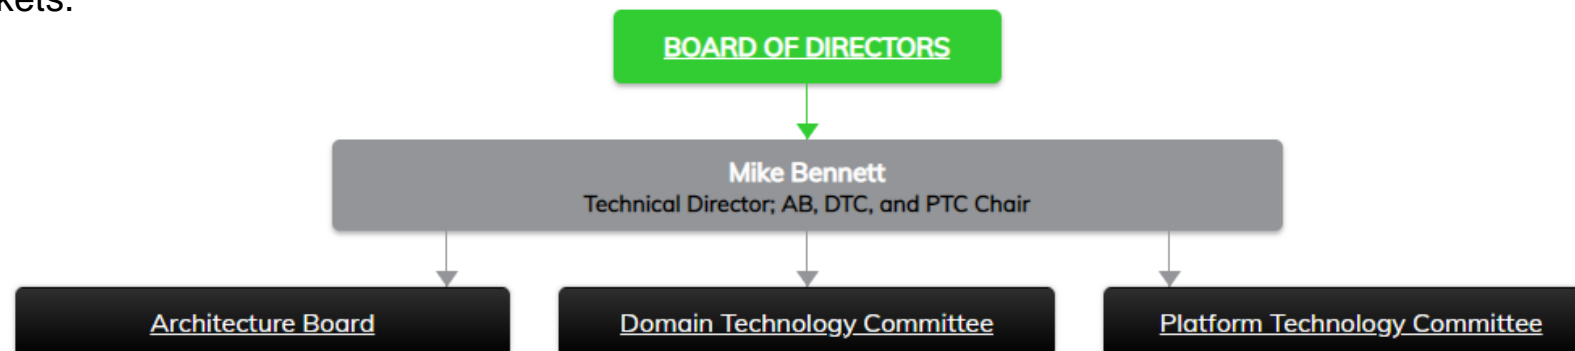 BOARD OF DIRECTORS
Mike Bennett
Technical Director; AB, DTC, and PTC Chair
Architecture Board
Domain Technology Committee
Platform Technology Committee